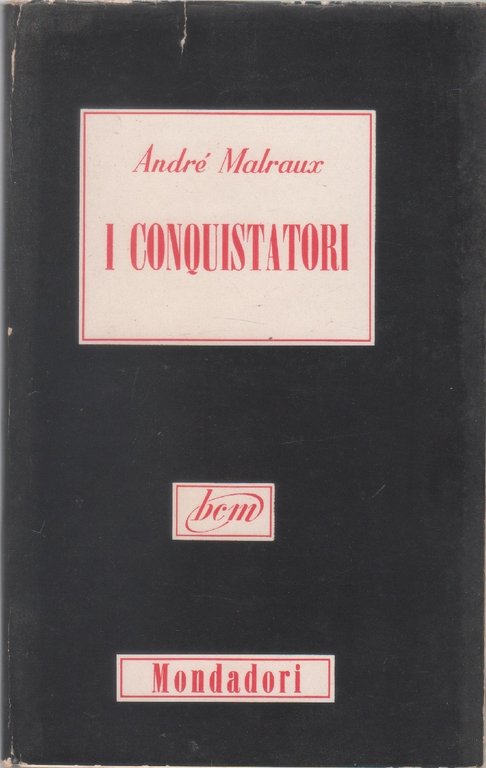 André Malraux
I CONQUISTATORI
bcm
Mondadori